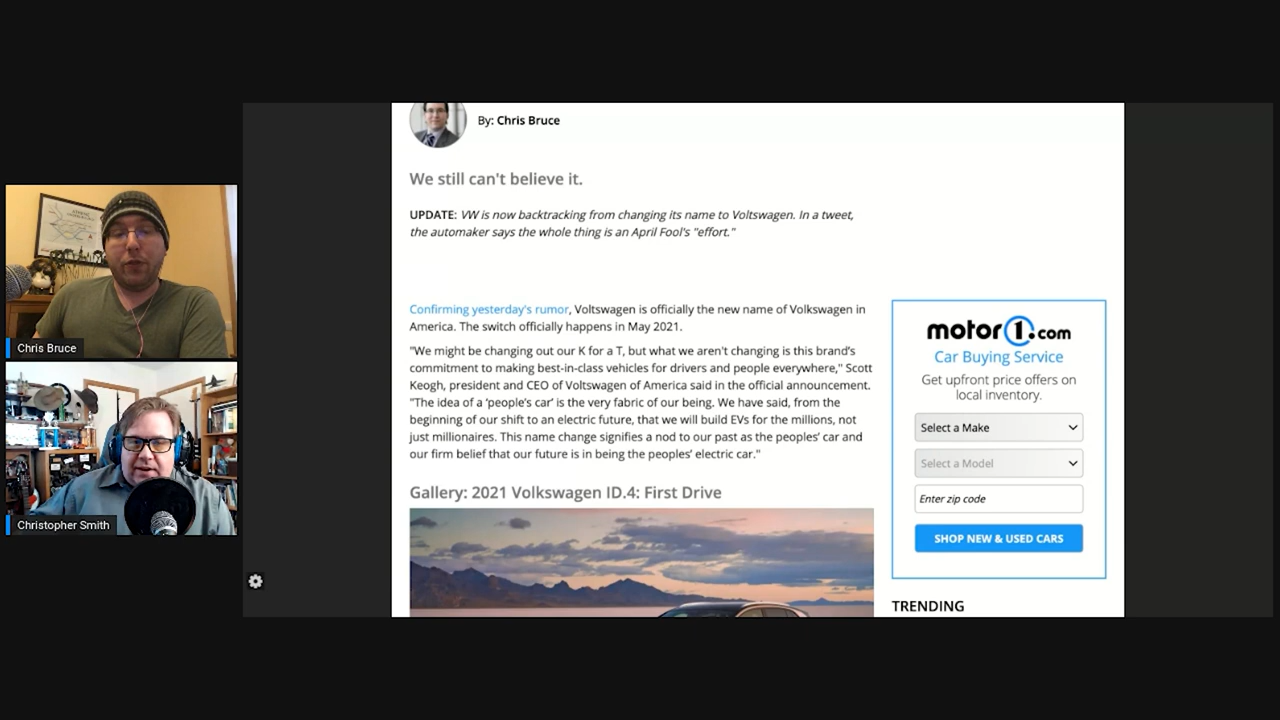 Chris Bruce
Christopher Smith
By: Chris Bruce
We still can't believe it.
UPDATE: VW is now backtracking from changing its name to Voltswagen. In a tweet,
the automaker says the whole thing is an April Fool's "effort."
Confirming yesterday's rumor, Voltswagen is officially the new name of Volkswagen in
America. The switch officially happens in May 2021.
"We might be changing out our K for a T, but what we aren't changing is this brand's
commitment to making best-in-class vehicles for drivers and people everywhere," Scott
Keogh, president and CEO of Voltswagen of America said in the official announcement.
"The idea of a ‘people's car’ is the very fabric of our being. We have said, from the
beginning of our shift to an electric future, that we will build EVs for the millions, not
just millionaires. This name change signifies a nod to our past as the peoples’ car and
our firm belief that our future is in being the peoples’ electric car."
Gallery: 2021 Volkswagen ID.4: First Drive
motor1.com
Car Buying Service
Get upfront price offers on
local inventory.
Select a Make
Select a Model
Enter zip code
SHOP NEW & USED CARS
TRENDING